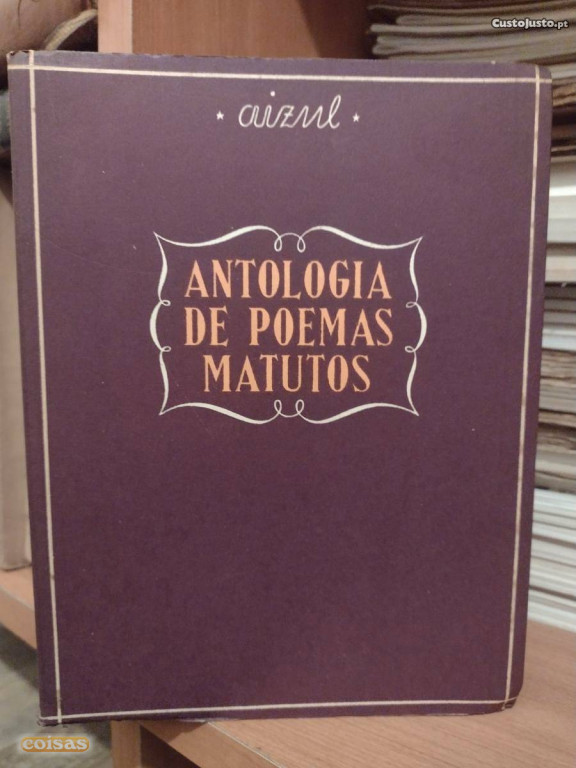 CustoJusto.pt
* aizul *
ANTOLOGIA
DE POEMAS
MATUTOS
coisas